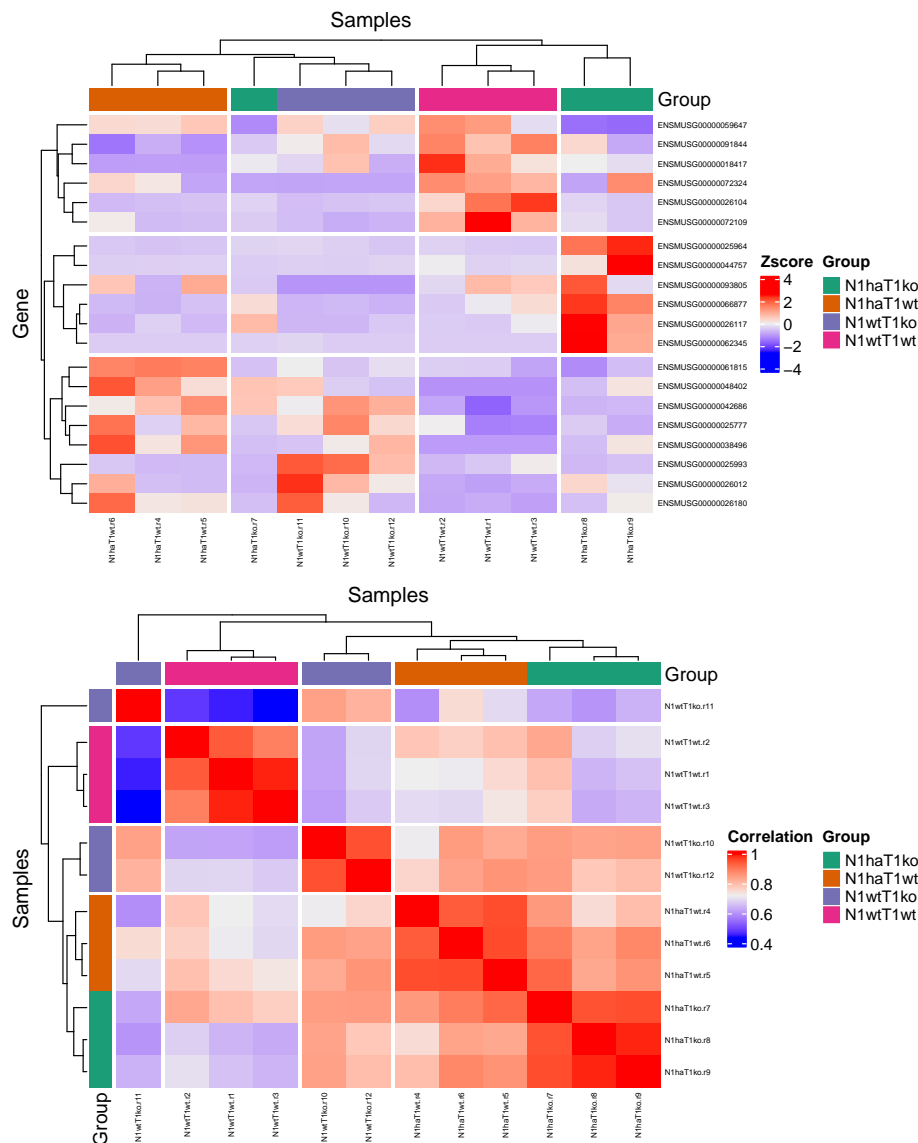 Samples
Group
ENSMUSG00000059647
ENSMUSG00000091844
ENSMUSG00000018417
ENSMUSG00000072324
ENSMUSG00000026104
ENSMUSG00000072109
ENSMUSG00000025964
ENSMUSG00000044757
ENSMUSG00000093805
ENSMUSG00000066877
ENSMUSG00000026117
ENSMUSG00000062345
ENSMUSG00000061815
ENSMUSG00000048402
ENSMUSG00000042686
ENSMUSG00000025777
ENSMUSG00000038496
ENSMUSG00000025993
ENSMUSG00000026012
ENSMUSG00000026180
Gene
N1haT1wt.r6
N1haT1wt.r4
N1haT1wt.r5
N1haT1ko.r7
N1wtT1ko.r11
N1wtT1ko.r10
N1wtT1ko.r12
N1wtT1wt.r2
N1wtT1wt.r1
N1wtT1wt.r3
N1haT1ko.r8
N1haT1ko.r9
Zscore
4
2
0
−2
−4
Group
N1haT1ko
N1haT1wt
N1wtT1ko
N1wtT1wt
Samples
Group
N1wtT1ko.r11
N1wtT1wt.r2
N1wtT1wt.r1
N1wtT1wt.r3
N1wtT1ko.r10
N1wtT1ko.r12
N1haT1wt.r4
N1haT1wt.r6
N1haT1wt.r5
N1haT1ko.r7
N1haT1ko.r8
N1haT1ko.r9
Samples
Group
N1wtT1ko.r11
N1wtT1wt.r2
N1wtT1wt.r1
N1wtT1wt.r3
N1wtT1ko.r10
N1wtT1ko.r12
N1haT1wt.r4
N1haT1wt.r6
N1haT1wt.r5
N1haT1ko.r7
N1haT1ko.r8
N1haT1ko.r9
Correlation
1
0.8
0.6
0.4
Group
N1haT1ko
N1haT1wt
N1wtT1ko
N1wtT1wt